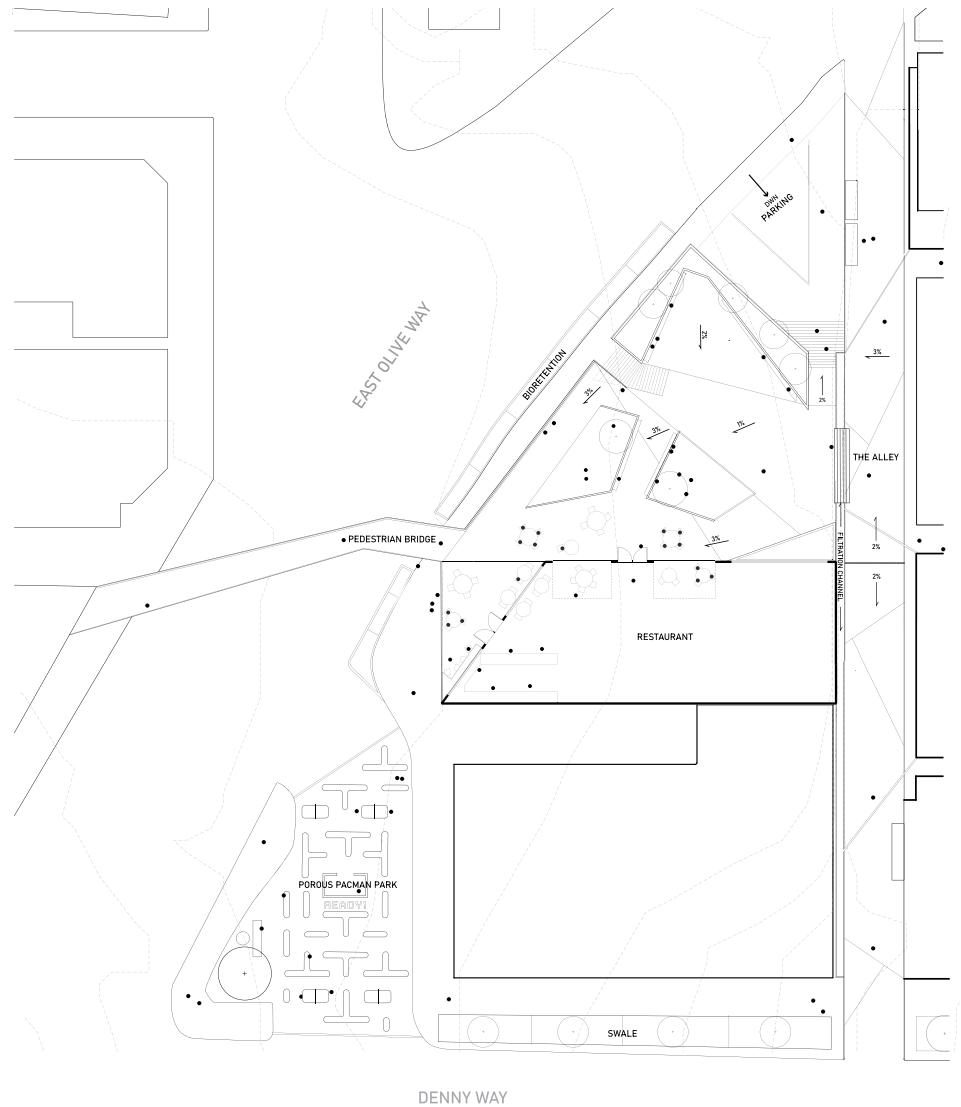 DWN
PARKING
2%
3%
EAST OLIVE WAY
BIORETENTION
3%
2%
3%
1%
THE ALLEY
PEDESTRIAN BRIDGE
3%
2%
FILTRATION CHANNEL
2%
RESTAURANT
POROUS PACMAN PARK
READY!
SWALE
DENNY WAY